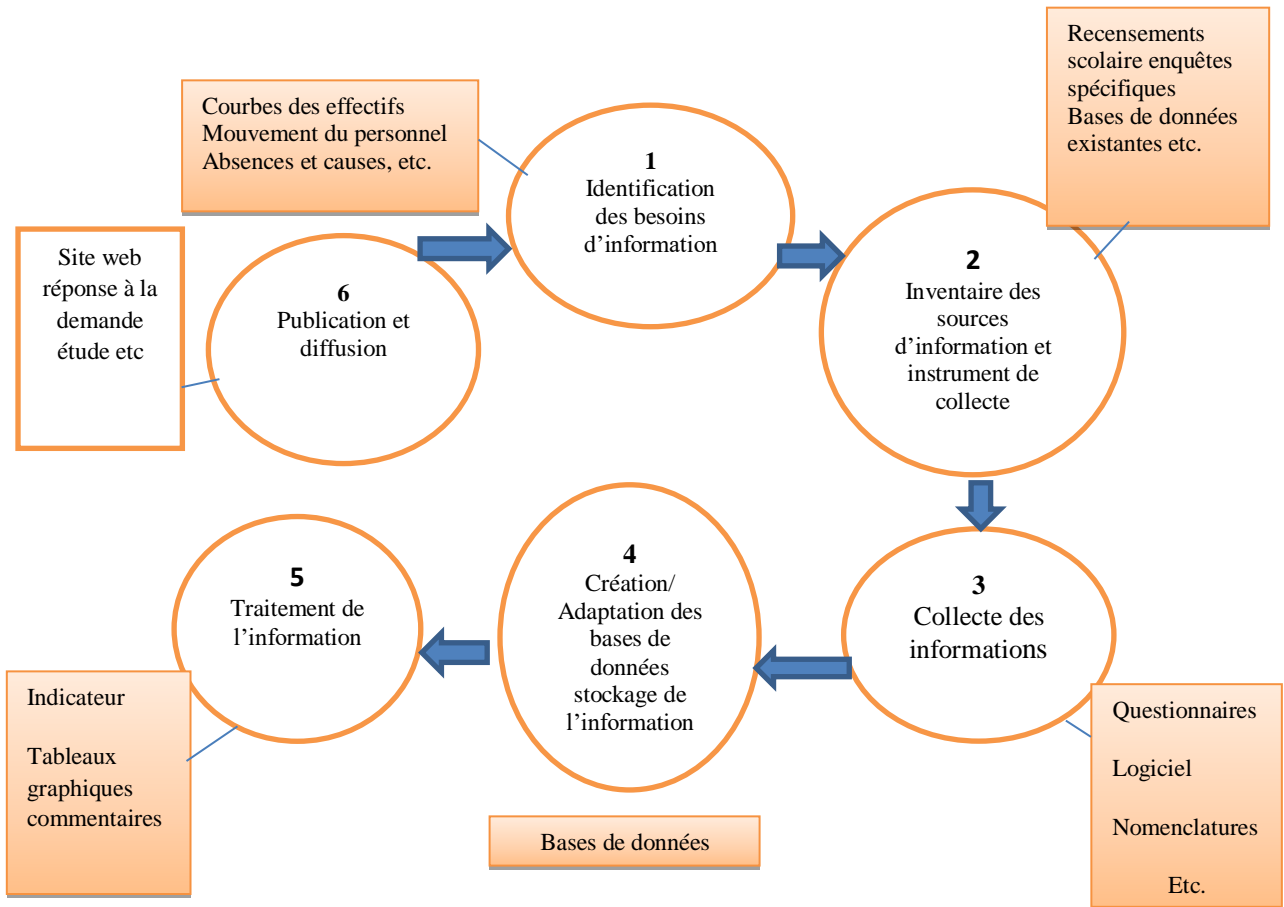 Courbes des effectifs
Mouvement du personnel
Absences et causes, etc.
1
Identification
des besoins
d’information
Recensements
scolaire enquêtes
spécifiques
Bases de données
existantes etc.
2
Inventaire des
sources
d’information et
instrument de
collecte
Site web
réponse à la
demande
étude etc
6
Publication et
diffusion
3
Collecte des
informations
Questionnaires
Logiciel
Nomenclatures
Etc.
4
Création/
Adaptation des
bases de
données
stockage de
l’information
Bases de données
5
Traitement de
l’information
Indicateur
Tableaux
graphiques
commentaires